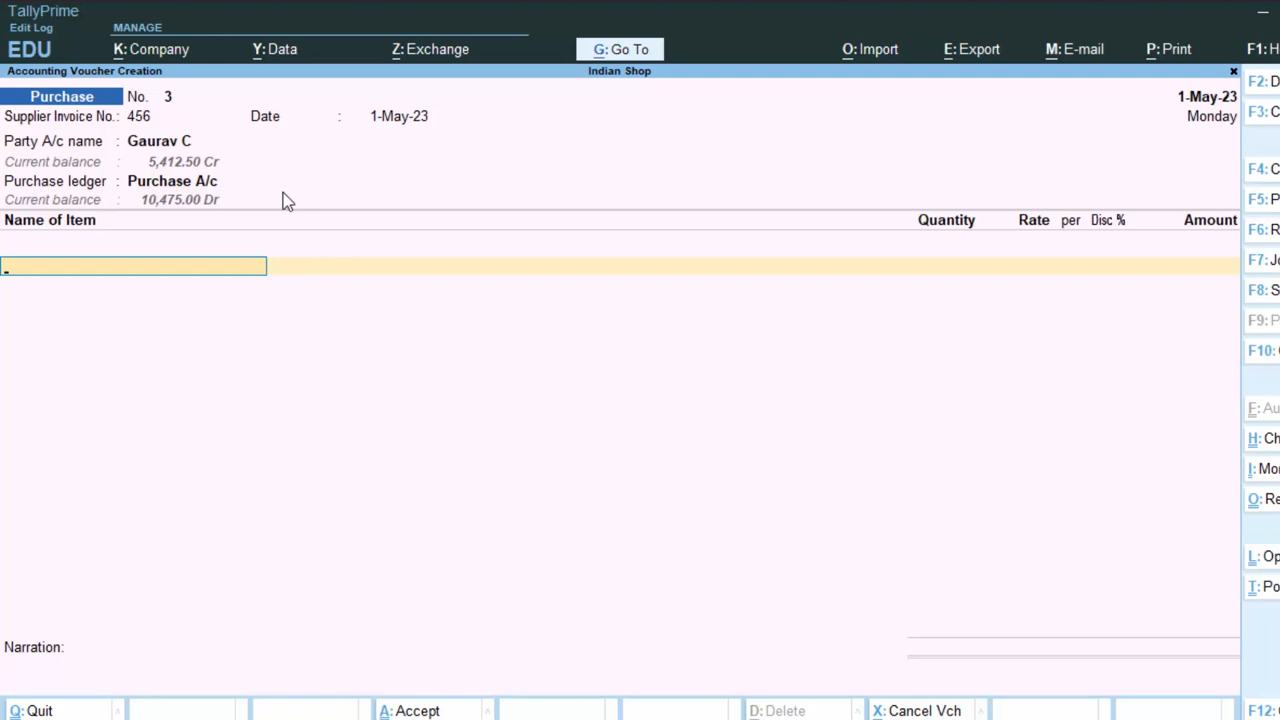 TallyPrime
Edit Log
EDU
MANAGE
K: Company Y: Data Z: Exchange G: Go To O: Import E: Export M: E-mail P: Print F1: H
Accounting Voucher Creation Indian Shop
Purchase No. 3 1-May-23
Supplier Invoice No.: 456 Date : 1-May-23 Monday
Party A/c name : Gaurav C
Current balance : 5,412.50 Cr
Purchase ledger : Purchase A/c
Current balance : 10,475.00 Dr
Name of Item Quantity Rate per Disc % Amount
F2: D
F3: C
F4: C
F5: P
F6: R
F7: Jo
F8: S
F9: P
F10:
F: Au
H: Ch
I: Mor
O: Re
L: Op
T: Po
Narration:
Q: Quit A: Accept D: Delete X: Cancel Vch F12: